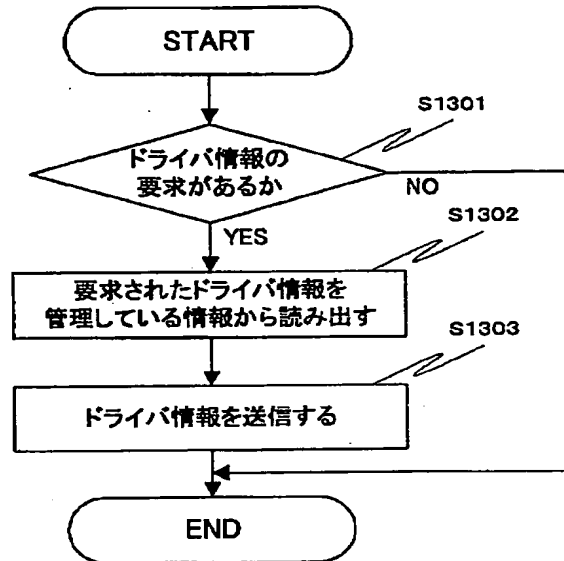 START
S1301
ドライバ情報の
要求があるか
NO
YES
S1302
要求されたドライバ情報を
管理している情報から読み出す
S1303
ドライバ情報を送信する
END